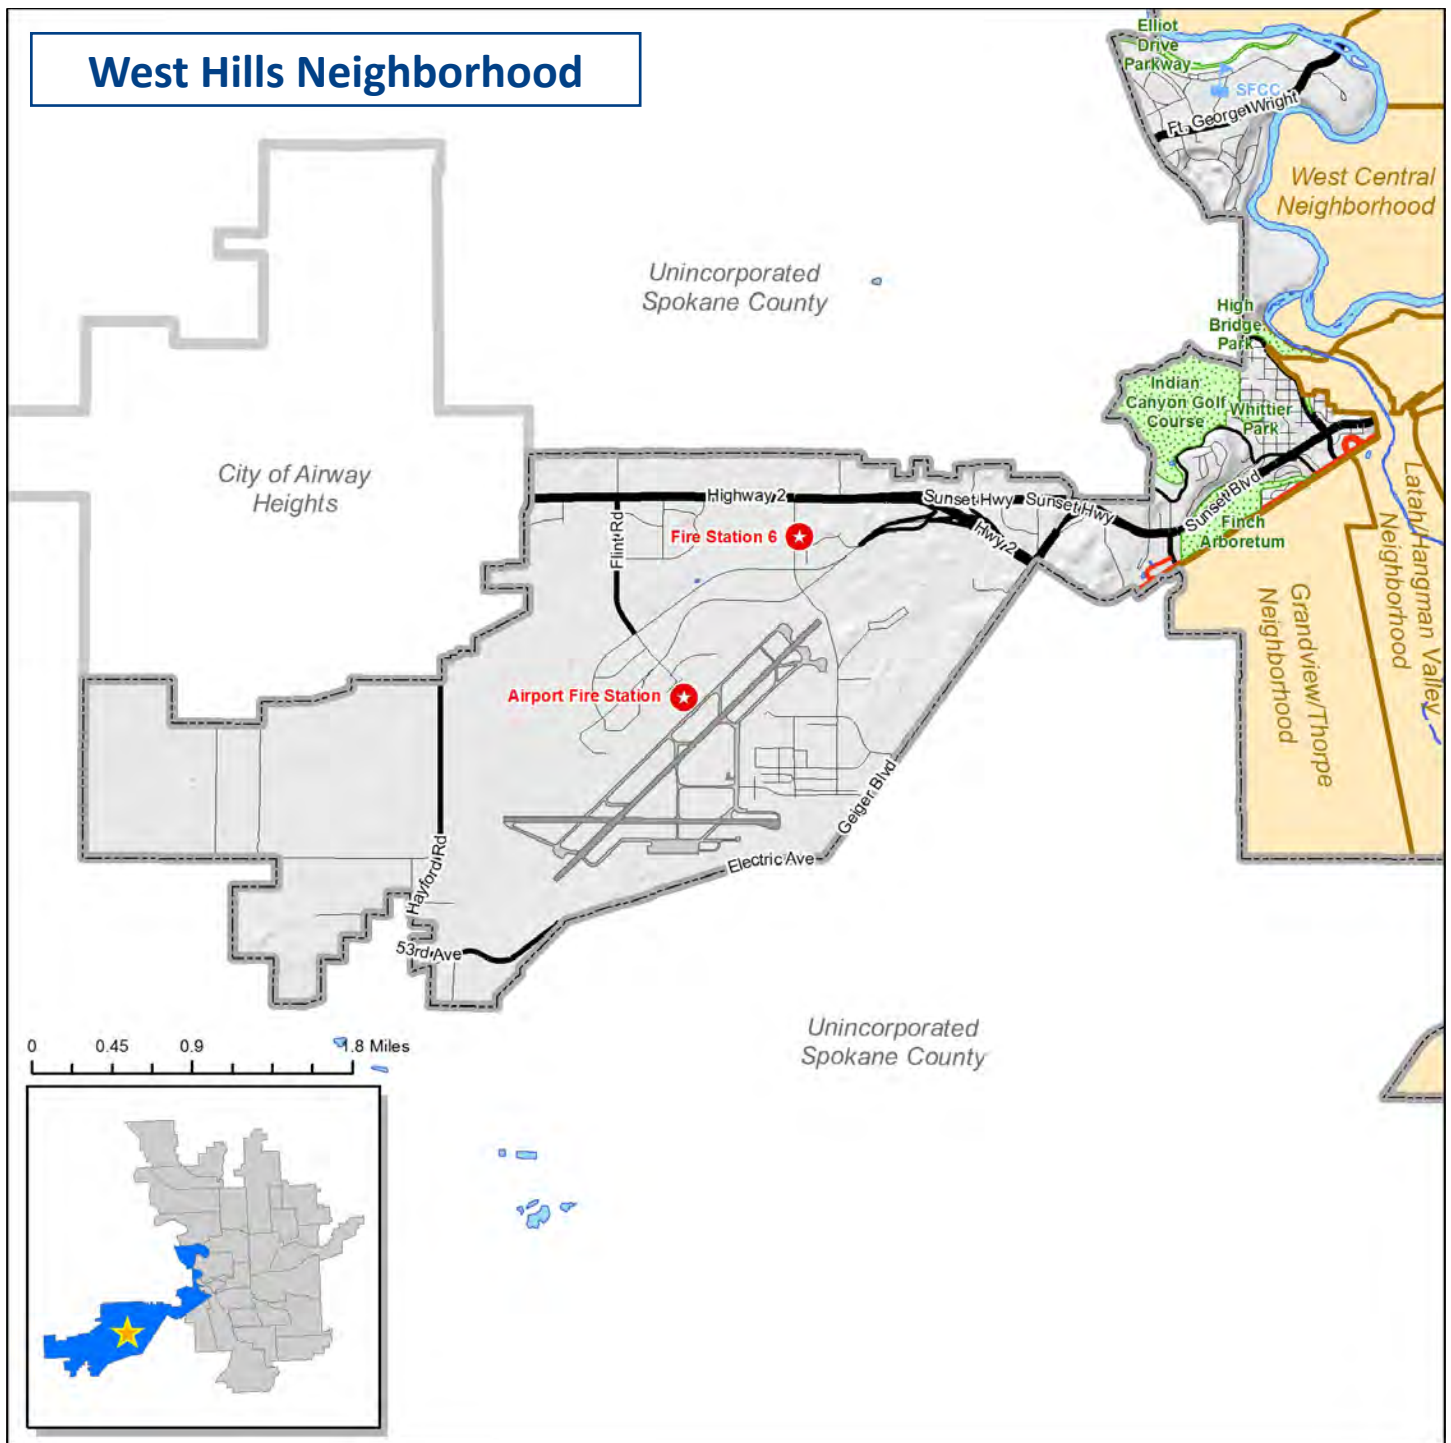 West Hills Neighborhood
Elliot
Drive
Parkway
SFCC
Ft. George Wright
West Central
Neighborhood
Unincorporated
Spokane County
High
Bridge
Park
Indian
Canyon Golf
Course
Whittier
Park
City of Airway
Heights
Highway 2
Sunset Hwy
Sunset Hwy
Hwy 2
Sunset Blvd
Finch
Arboretum
Flint Rd
Fire Station 6
Latah/Hangman Valley
Neighborhood
Grandview/Thorpe
Neighborhood
Airport Fire Station
Geiger Blvd
Electric Ave
Hayford Rd
53rd Ave
Unincorporated
Spokane County
0 0.45 0.9 1.8 Miles